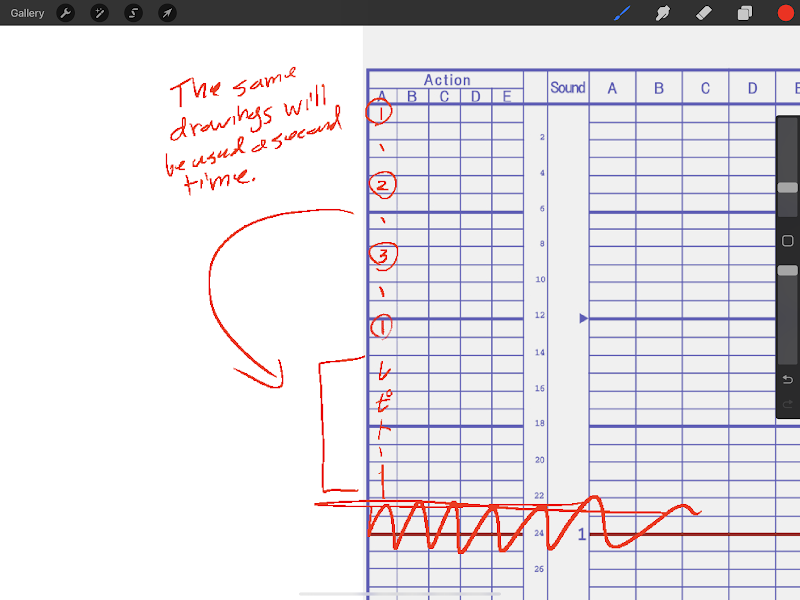 Gallery
The same
drawings will
be used a second
time.
Action
A B C D E
Sound
A B C D E
①
2
4
②
6
8
③
10
12
①
14
16
18
20
22
24 1
26